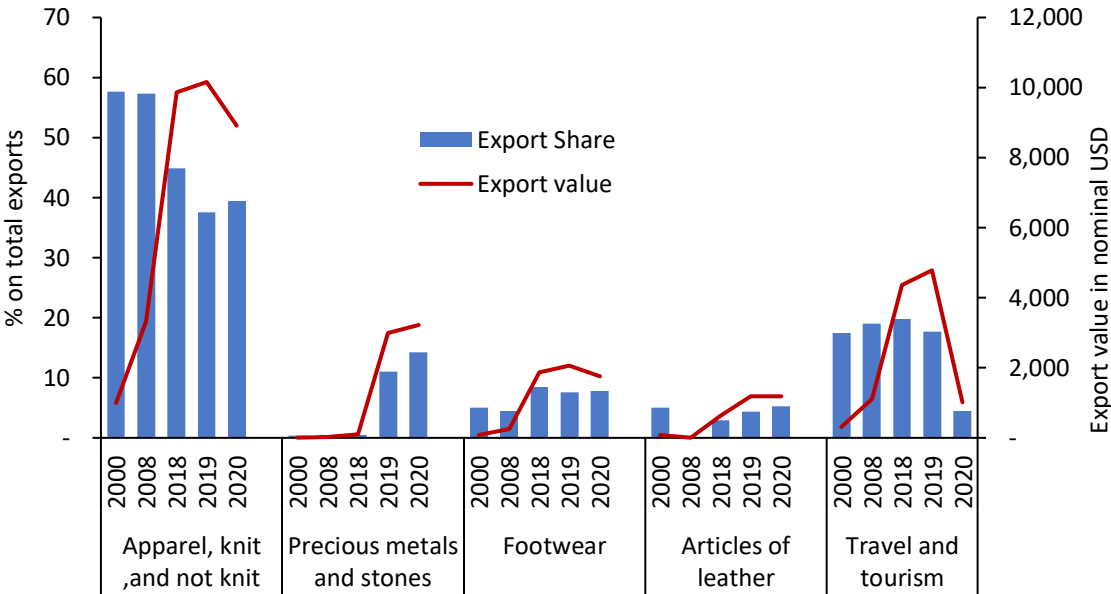 70
60
50
40
30
20
10
-
% on total exports
12,000
10,000
8,000
6,000
4,000
2,000
-
Export value in nominal USD
Export Share
Export value
2000 2008 2018 2019 2020
2000 2008 2018 2019 2020
2000 2008 2018 2019 2020
2000 2008 2018 2019 2020
2000 2008 2018 2019 2020
Apparel, knit
,and not knit
Precious metals
and stones
Footwear
Articles of
leather
Travel and
tourism